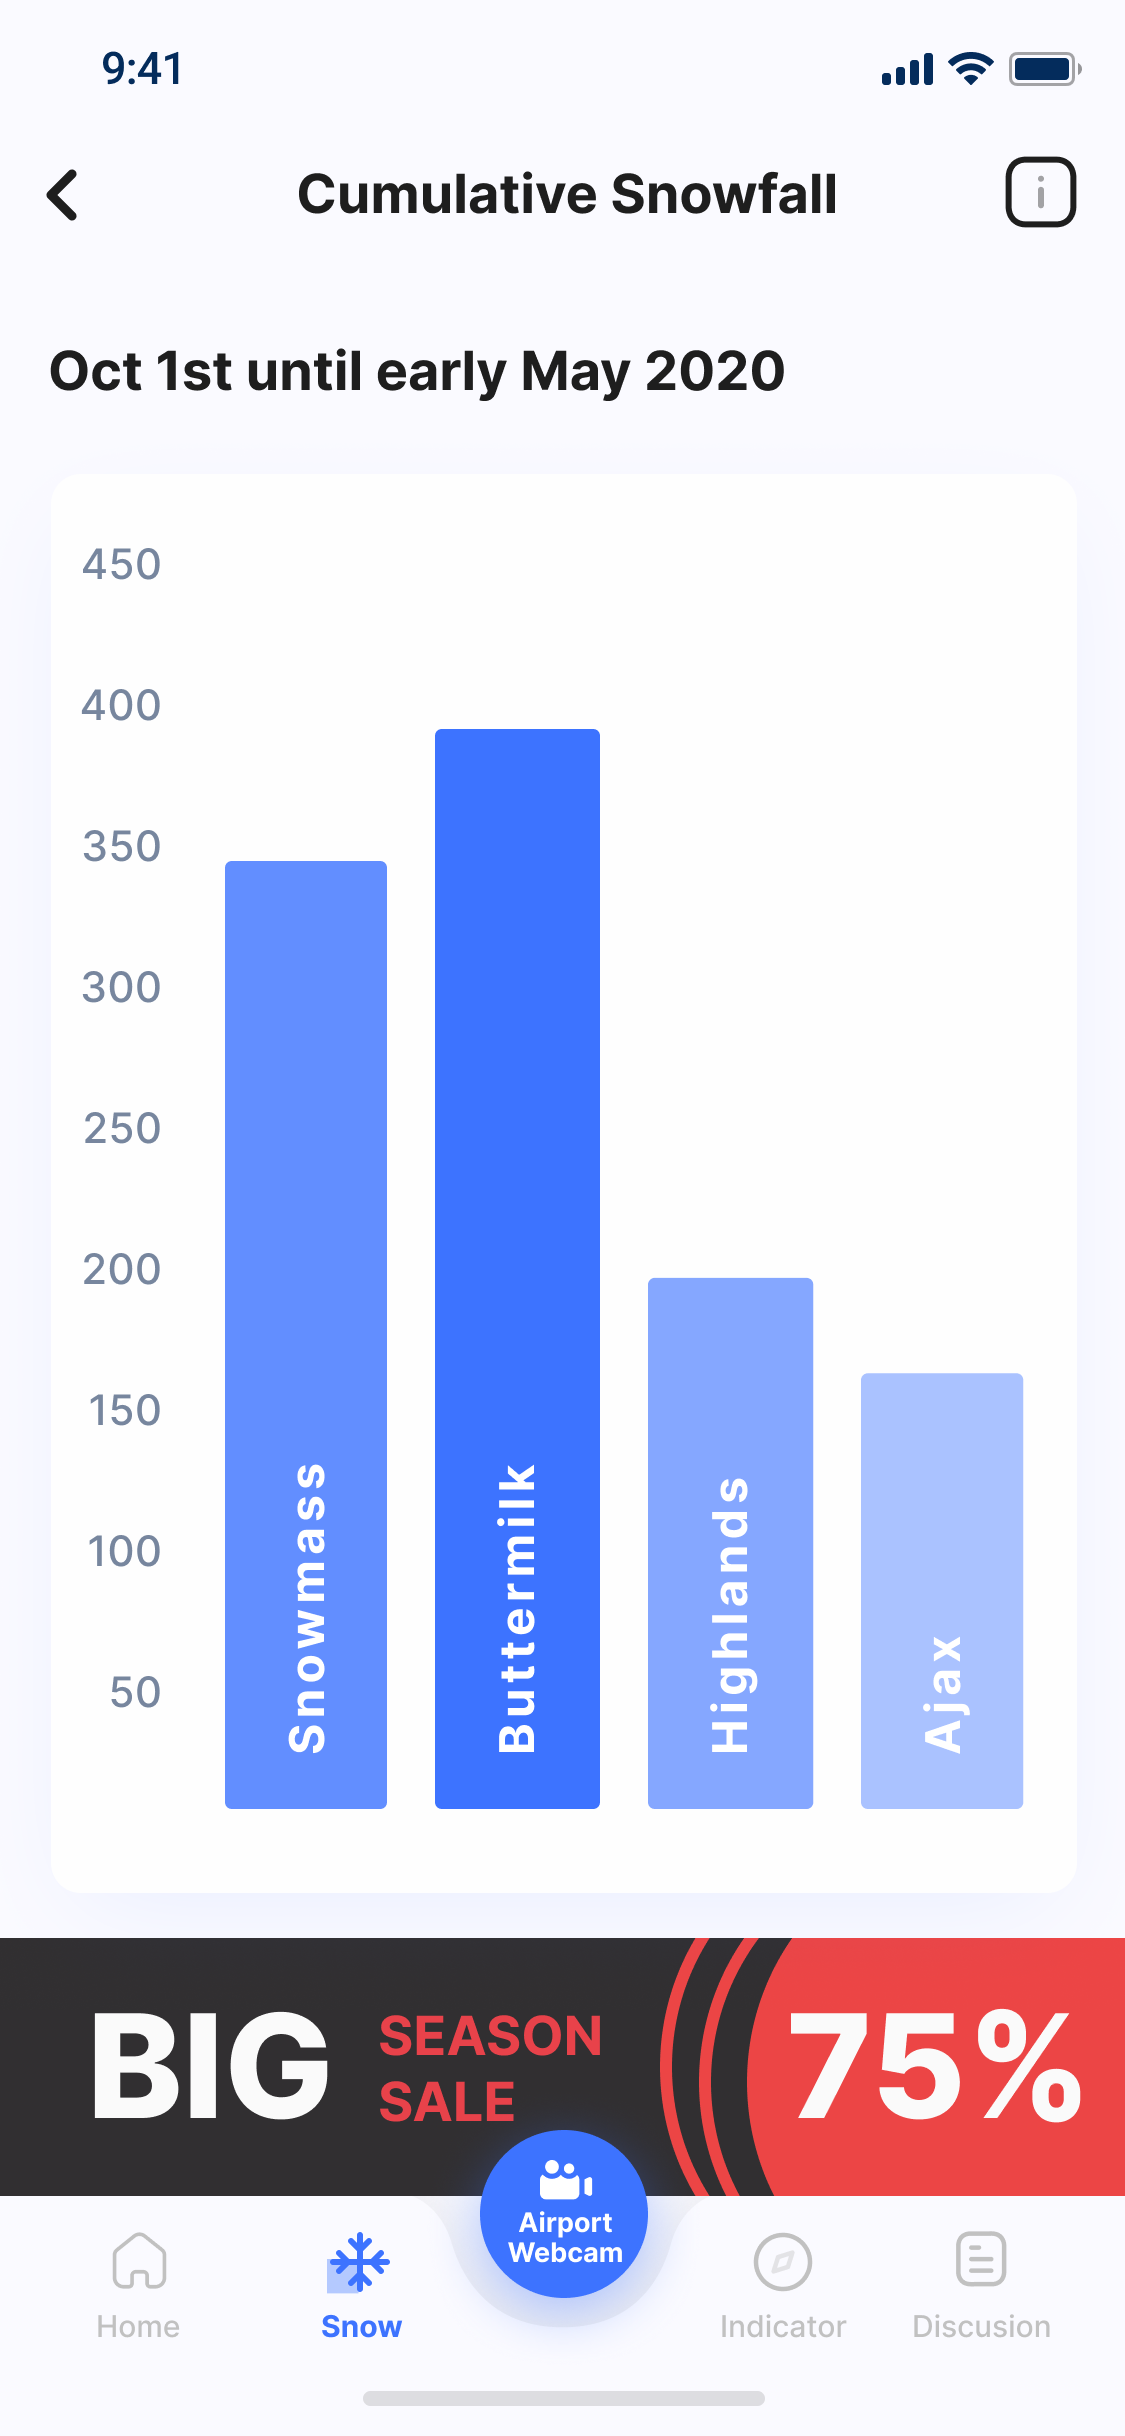 9:41
Cumulative Snowfall
Oct 1st until early May 2020
450
400
350
300
250
200
150
100
50
Snowmass
Buttermilk
Highlands
Ajax
BIG
SEASON
SALE
75%
Airport
Webcam
Home
Snow
Indicator
Discusion